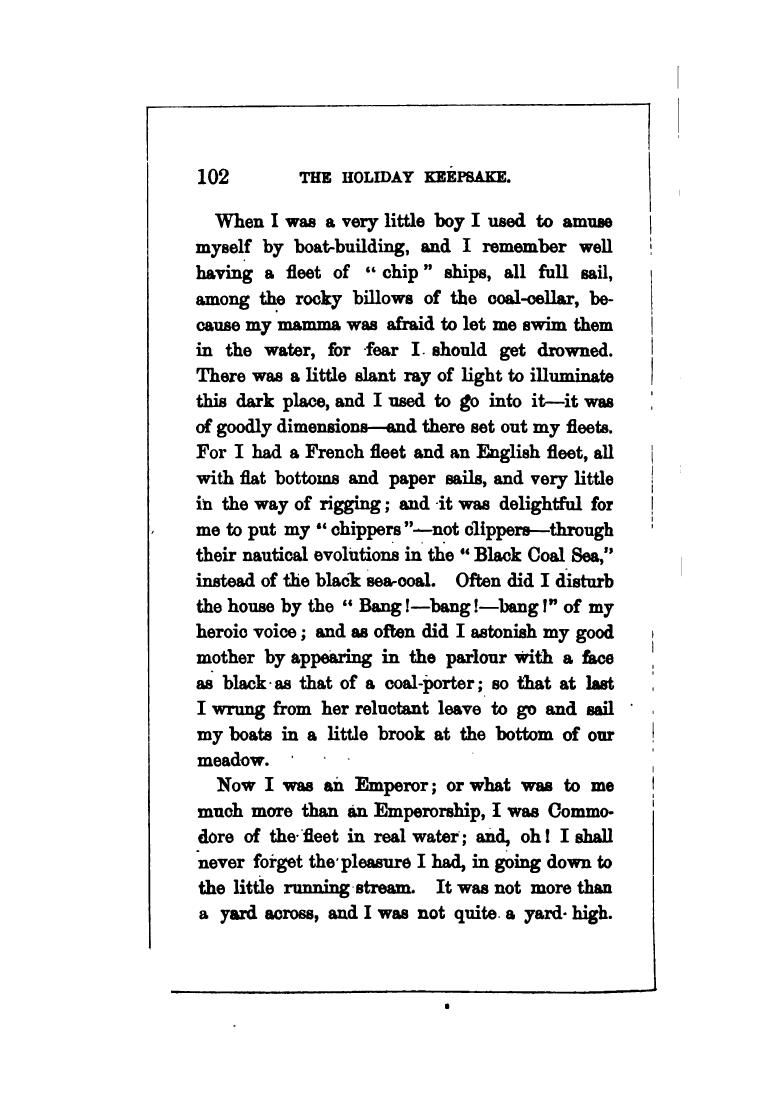 102 THE HOLIDAY KEEPSAKE.
When I was a very little boy I used to amuse
myself by boat-building, and I remember well
having a fleet of “ chip ” ships, all full sail,
among the rocky billows of the coal-cellar, be-
cause my mamma was afraid to let me swim them
in the water, for fear I should get drowned.
There was a little slant ray of light to illuminate
this dark place, and I used to go into it—it was
of goodly dimensions—and there set out my fleets.
For I had a French fleet and an English fleet, all
with flat bottoms and paper sails, and very little
in the way of rigging ; and it was delightful for
me to put my “ chippers ”—not clippers—through
their nautical evolutions in the “ Black Coal Sea,”
instead of the black sea-coal. Often did I disturb
the house by the “ Bang !—bang !—bang !” of my
heroic voice ; and as often did I astonish my good
mother by appearing in the parlour with a face
as black as that of a coal-porter ; so that at last
I wrung from her reluctant leave to go and sail
my boats in a little brook at the bottom of our
meadow.
Now I was an Emperor ; or what was to me
much more than an Emperorship, I was Commo-
dore of the fleet in real water ; and, oh ! I shall
never forget the pleasure I had, in going down to
the little running stream. It was not more than
a yard across, and I was not quite a yard high.